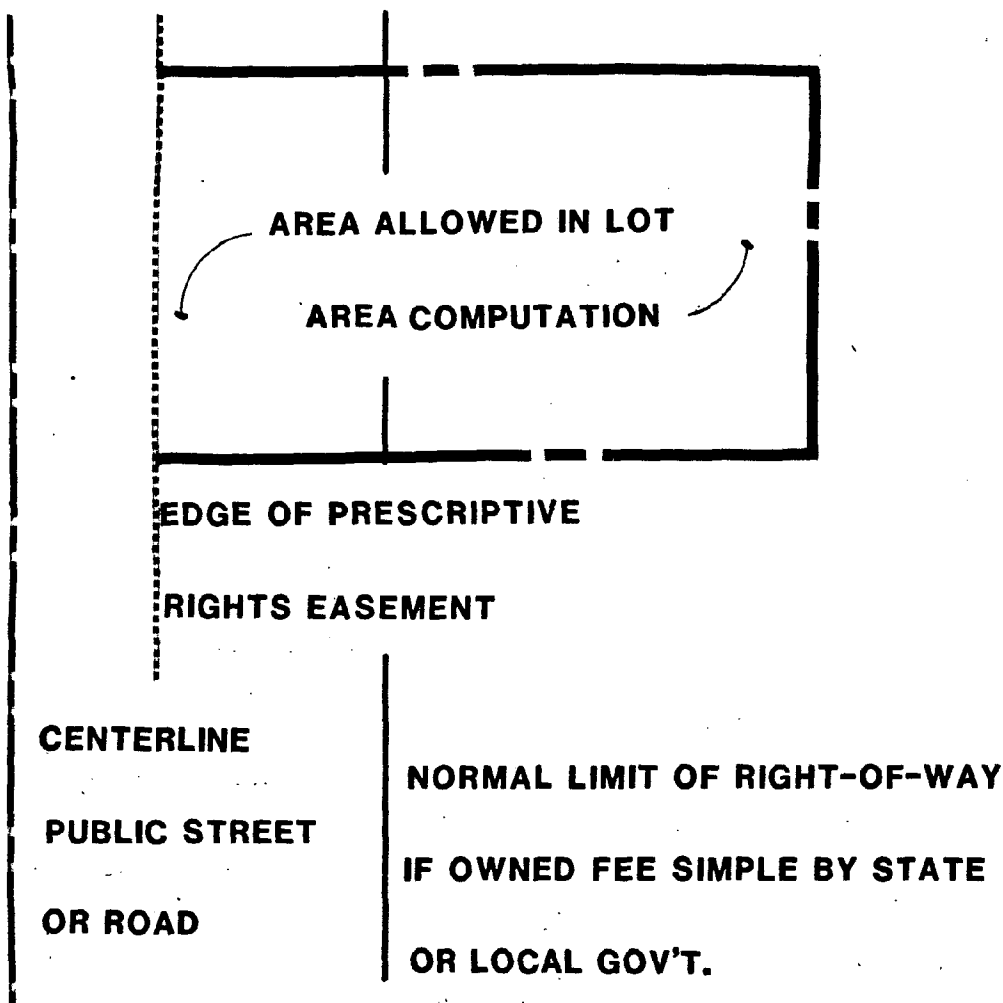 AREA ALLOWED IN LOT
AREA COMPUTATION
EDGE OF PRESCRIPTIVE
RIGHTS EASEMENT
CENTERLINE
PUBLIC STREET
OR ROAD
NORMAL LIMIT OF RIGHT-OF-WAY
IF OWNED FEE SIMPLE BY STATE
OR LOCAL GOV'T.